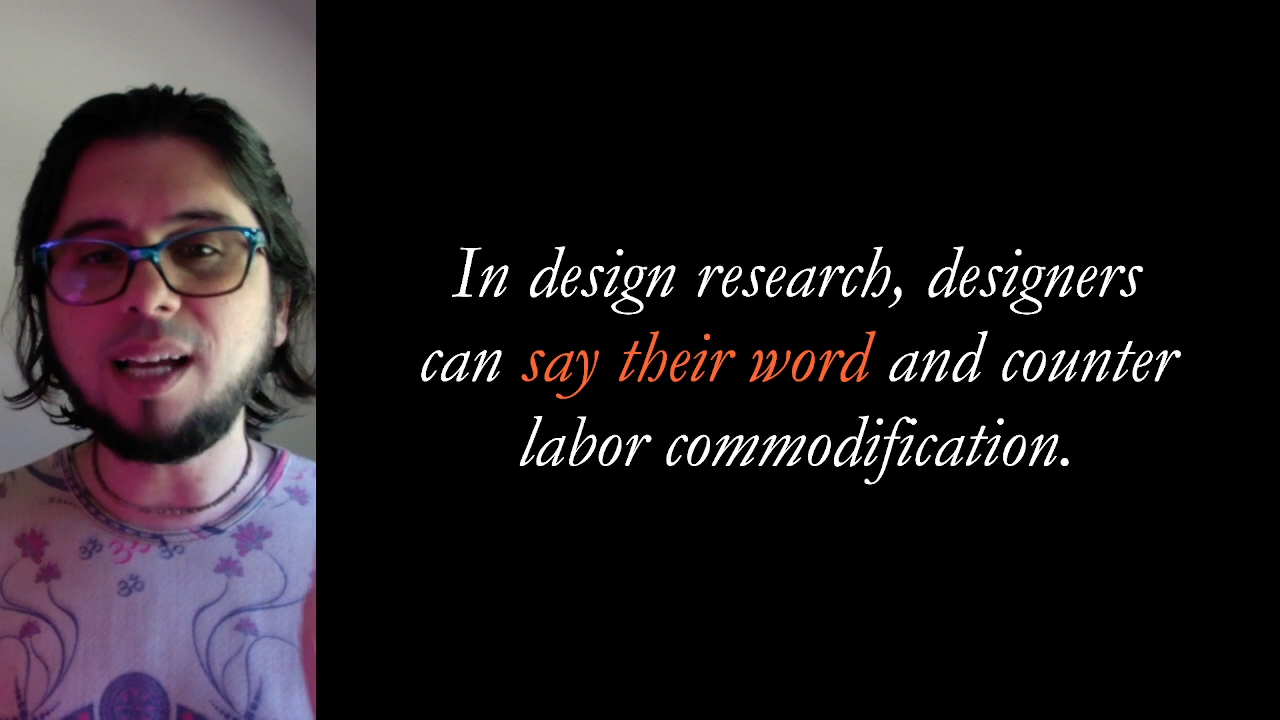 In design research, designers
can say their word and counter
labor commodification.